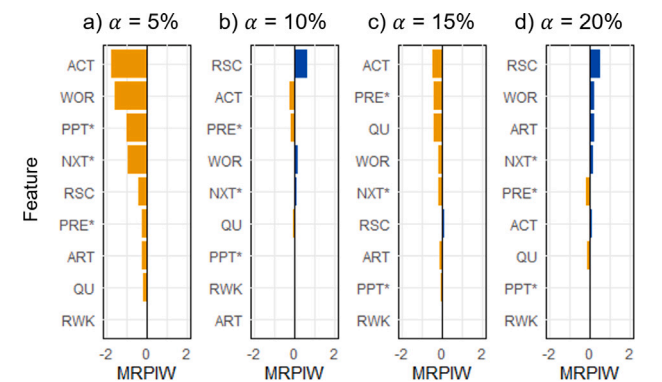 a) α = 5%
b) α = 10%
c) α = 15%
d) α = 20%
Feature
ACT
WOR
PPT*
NXT*
RSC
PRE*
ART
QU
RWK
-2 0 2
MRPIW
RSC
ACT
PRE*
WOR
NXT*
QU
PPT*
RWK
ART
-2 0 2
MRPIW
ACT
PRE*
QU
WOR
NXT*
RSC
ART
PPT*
RWK
-2 0 2
MRPIW
RSC
WOR
ART
NXT*
PRE*
ACT
QU
PPT*
RWK
-2 0 2
MRPIW